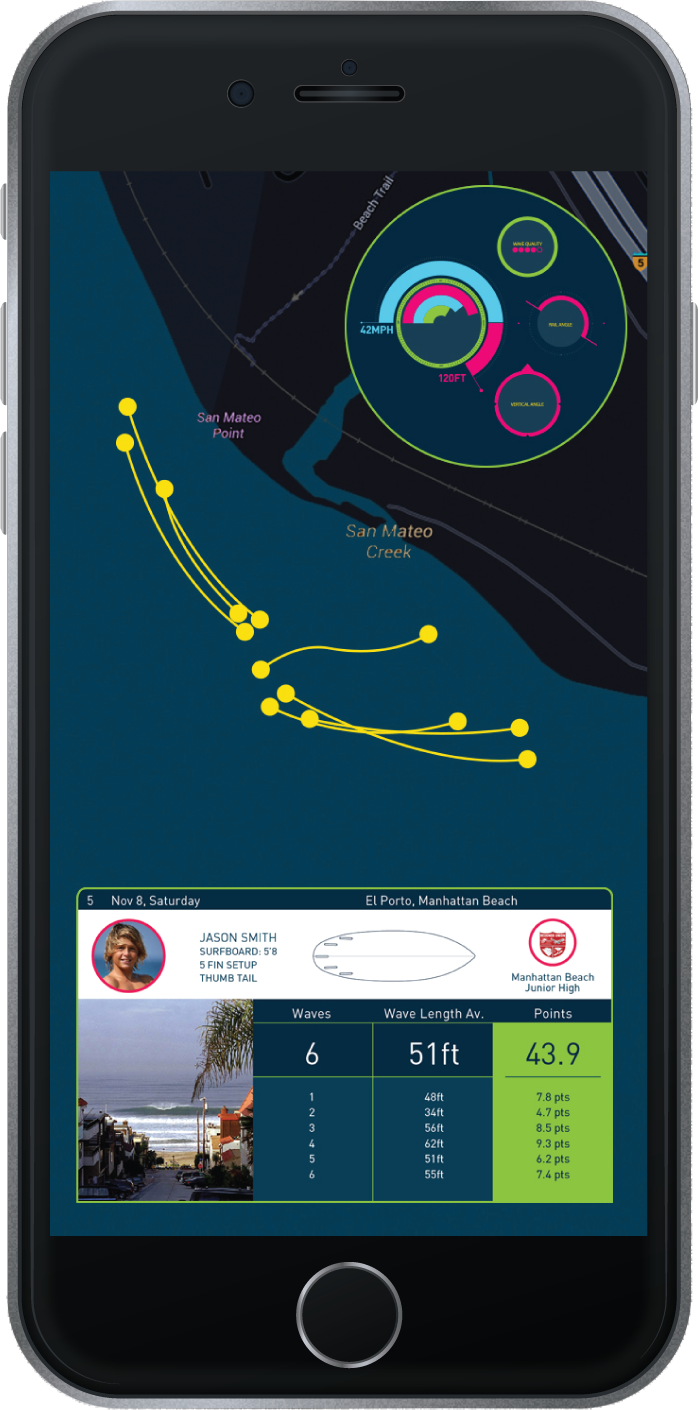 Beach Trail
5
WAVE QUALITY
42MPH
RAIL ANGLE
120FT
VERTICAL ANGLE
San Mateo
Point
San Mateo
Creek
5 Nov 8, Saturday El Porto, Manhattan Beach
JASON SMITH
SURFBOARD: 5'8
5 FIN SETUP
THUMB TAIL
Manhattan Beach
Junior High
Waves Wave Length Av. Points
6 51ft 43.9
1 48ft 7.8 pts
2 34ft 4.7 pts
3 56ft 8.5 pts
4 62ft 9.3 pts
5 51ft 6.2 pts
6 55ft 7.4 pts